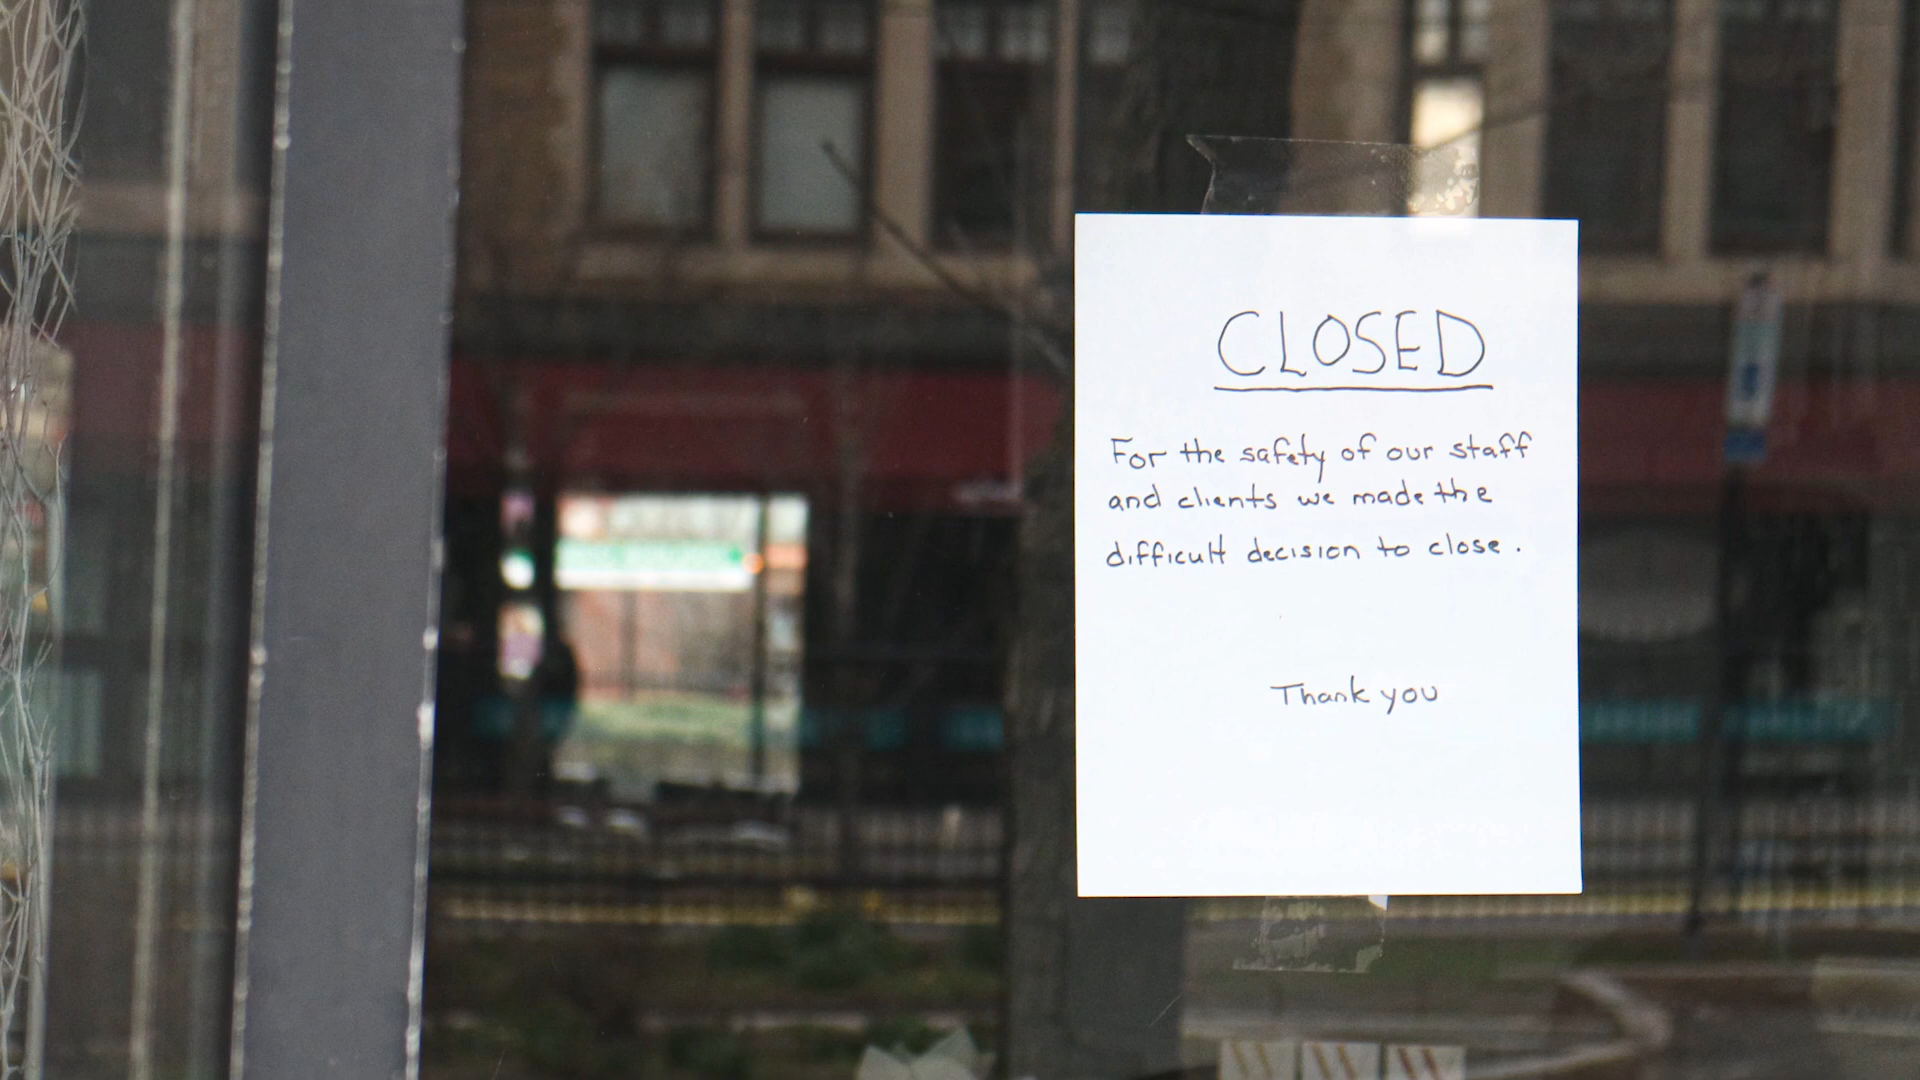 CLOSED
For the safety of our staff
and clients we made the
difficult decision to close.
Thank you